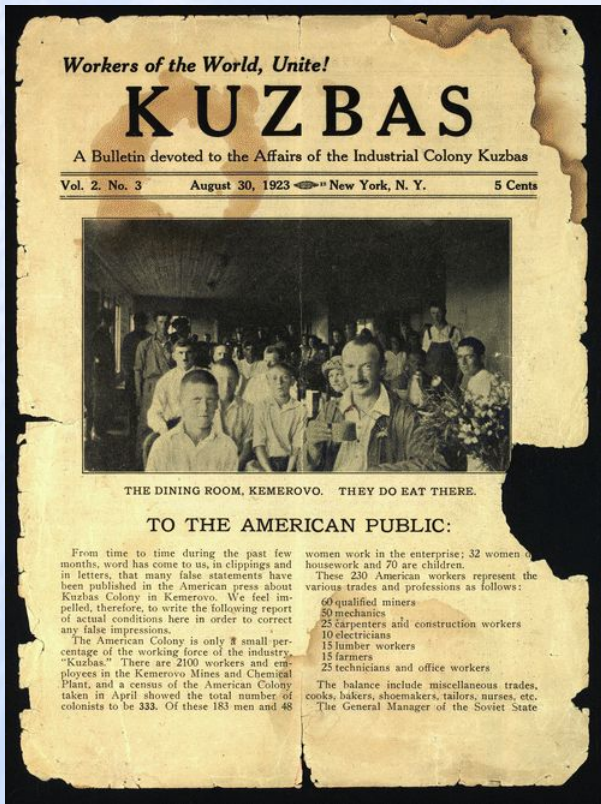 Workers of the World, Unite!
KUZBAS
A Bulletin devoted to the Affairs of the Industrial Colony Kuzbas
Vol. 2. No. 3 August 30, 1923 New York, N. Y. 5 Cents
THE DINING ROOM, KEMEROVO. THEY DO EAT THERE.
TO THE AMERICAN PUBLIC:
From time to time during the past few
months, word has come to us, in clippings and
in letters, that many false statements have
been published in the American press about
Kuzbas Colony in Kemerovo. We feel im-
pelled, therefore, to write the following report
of actual conditions here in order to correct
any false impressions.
The American Colony is only a small per-
centage of the working force of the industry,
"Kuzbas." There are 2100 workers and em-
ployees in the Kemerovo Mines and Chemical
Plant, and a census of the American Colony
taken in April showed the total number of
colonists to be 333. Of these 183 men and 48
women work in the enterprise; 32 women
housework and 70 are children.
These 230 American workers represent the
various trades and professions as follows:
60 qualified miners
50 mechanics
25 carpenters and construction workers
10 electricians
15 lumber workers
15 farmers
25 technicians and office workers
The balance include miscellaneous trades,
cooks, bakers, shoemakers, tailors, nurses, etc.
The General Manager of the Soviet State